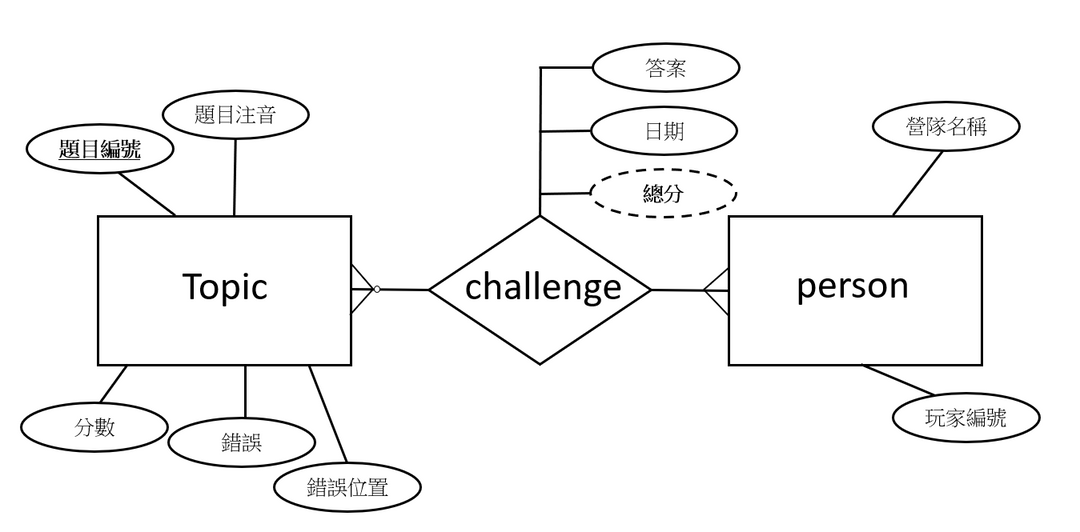 答案
題目注音
日期
營隊名稱
題目編號
總分
Topic
challenge
person
分數
錯誤
玩家編號
錯誤位置